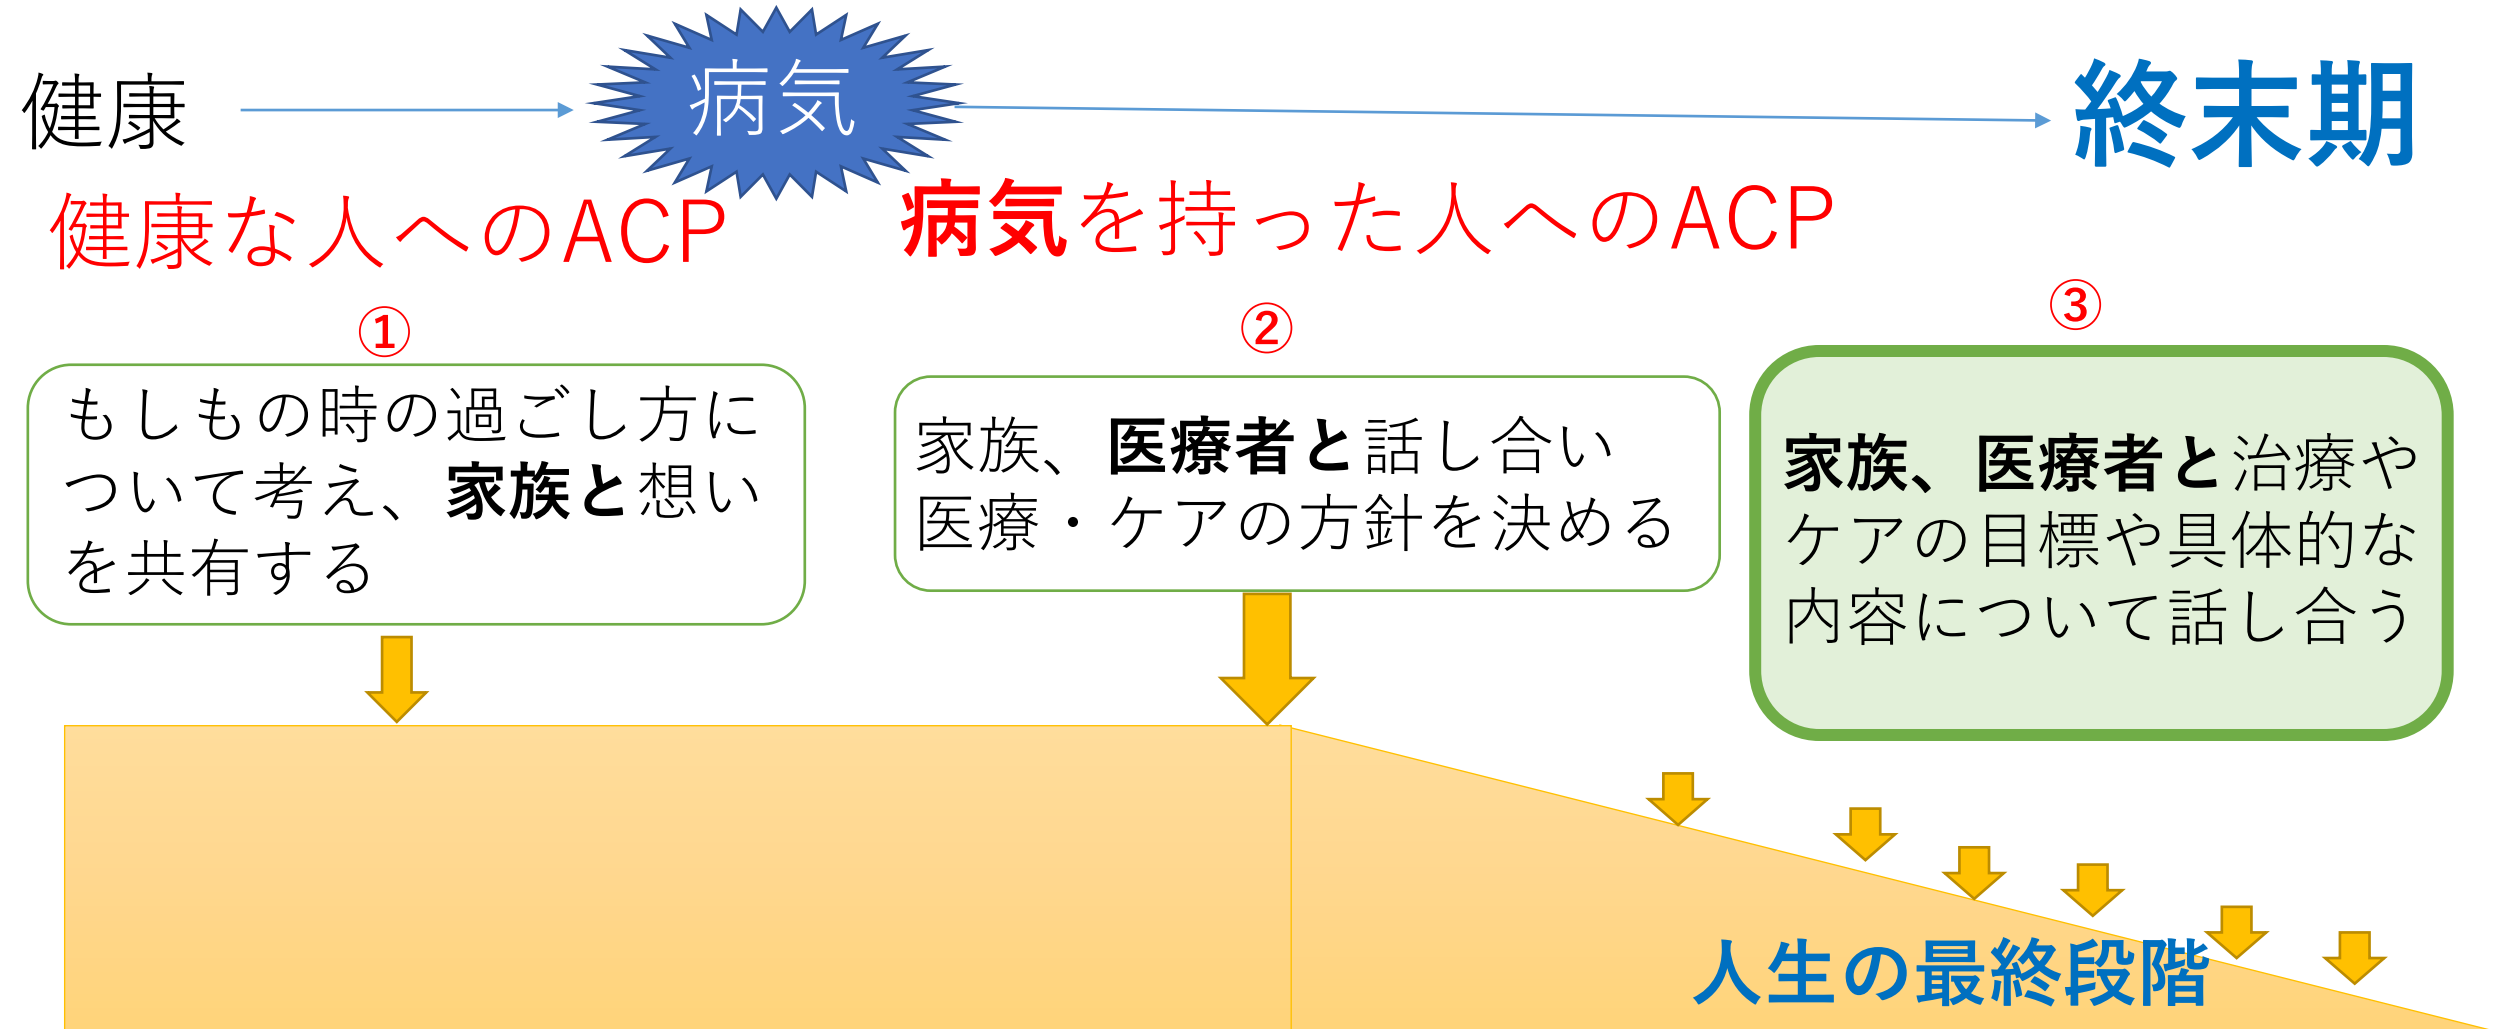 健康
病気
終末期
健康な人へのACP
病気を持った人へのACP
①
②
③
もしもの時の過ごし方に
ついて考え、家族と想い
を共有する。
家族、医療者と話し合い
医療・ケアの方針を決める
家族、医療者と治療や
ケアの目標や具体的な
内容について話し合う
人生の最終段階